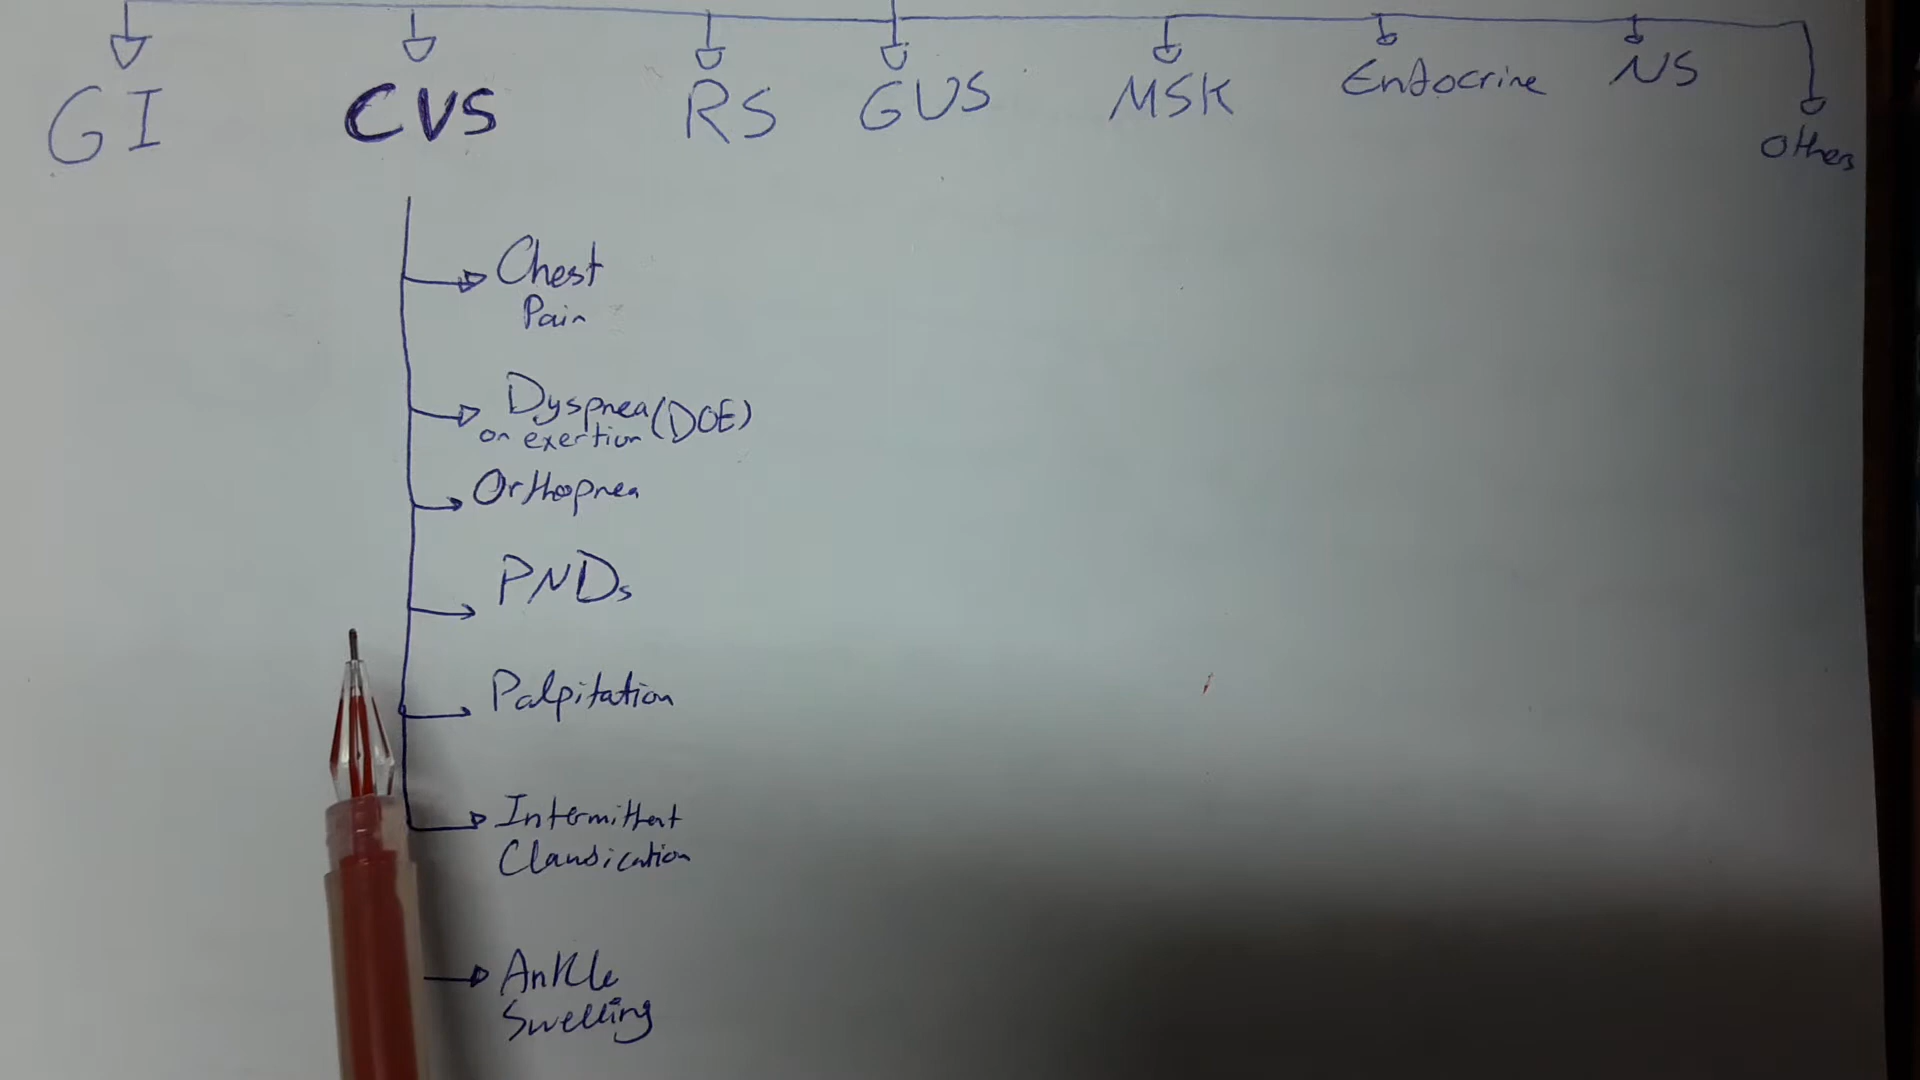 GI CVS RS GUS MSK Endocrine NS
Others
Chest
Pain
Dyspnea (DOE)
on exertion
Orthopnea
PNDs
Palpitation
Intermittent
Claudication
Ankle
Swelling